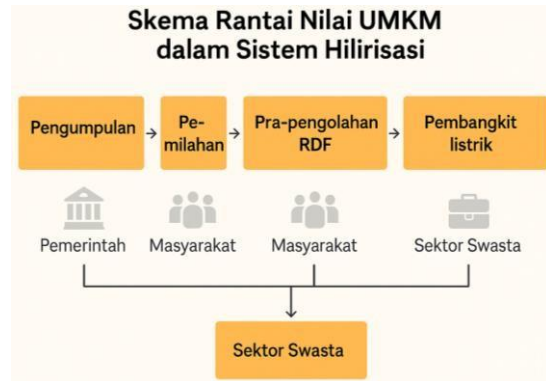 Skema Rantai Nilai UMKM
dalam Sistem Hilirisasi
Pengumpulan
Pe-
milahan
Pra-pengolahan
RDF
Pembangkit
listrik
Pemerintah
Masyarakat
Masyarakat
Sektor Swasta
Sektor Swasta